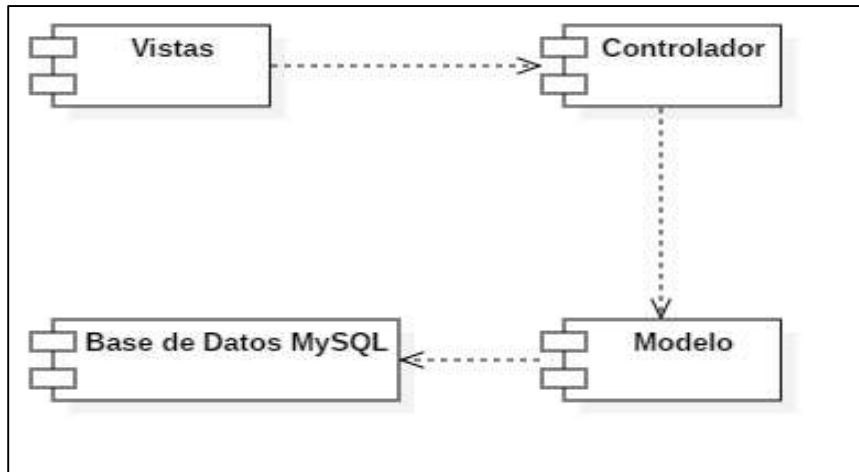 Vistas
Controlador
Base de Datos MySQL
Modelo